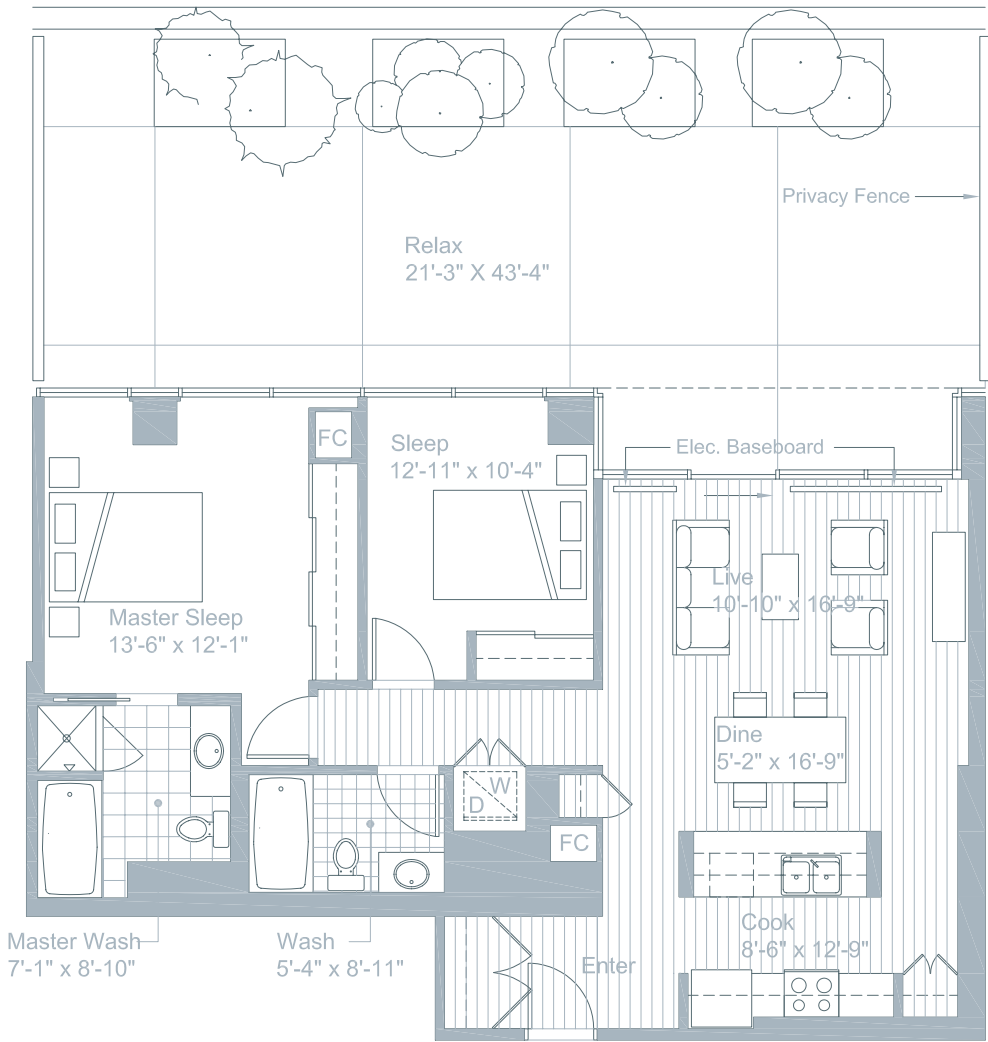 Privacy Fence
Relax
21'-3" X 43'-4"
FC
Sleep
12'-11" x 10'-4"
Elec. Baseboard
Live
10'-10" x 16'-9"
Master Sleep
13'-6" x 12'-1"
Dine
5'-2" x 16'-9"
W
D
FC
Cook
8'-6" x 12'-9"
Master Wash
7'-1" x 8'-10"
Wash
5'-4" x 8'-11"
Enter